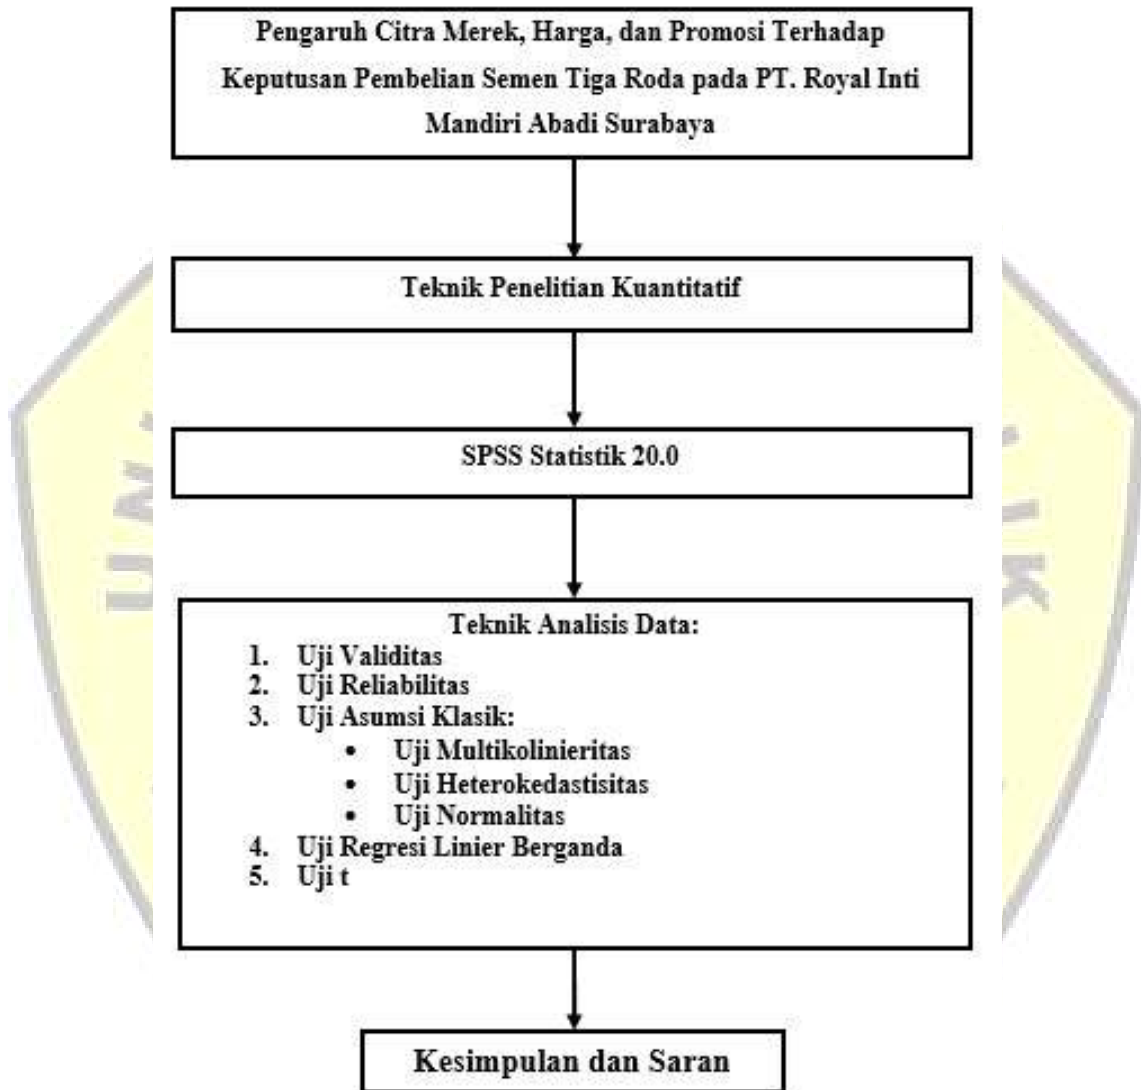 Pengaruh Citra Merek, Harga, dan Promosi Terhadap
Keputusan Pembelian Semen Tiga Roda pada PT. Royal Inti
Mandiri Abadi Surabaya
Teknik Penelitian Kuantitatif
SPSS Statistik 20.0
Teknik Analisis Data:
1. Uji Validitas
2. Uji Reliabilitas
3. Uji Asumsi Klasik:
• Uji Multikolinieritas
• Uji Heterokedastisitas
• Uji Normalitas
4. Uji Regresi Linier Berganda
5. Uji t
Kesimpulan dan Saran